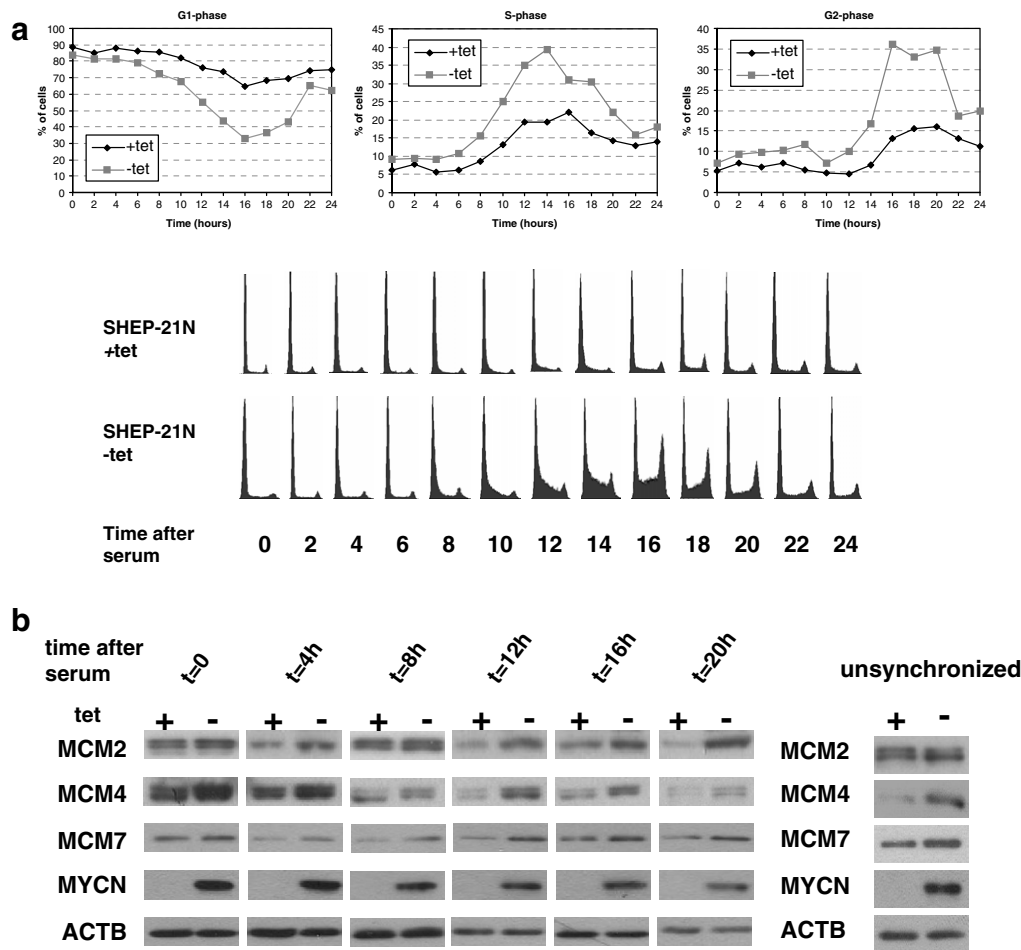 a
G1-phase
100
90
80
70
60
50
40
30
20
10
0
% of cells
+tet
-tet
0 2 4 6 8 10 12 14 16 18 20 22 24
Time (hours)
S-phase
45
40
35
30
25
20
15
10
5
0
% of cells
+tet
-tet
0 2 4 6 8 10 12 14 16 18 20 22 24
Time (hours)
G2-phase
40
35
30
25
20
15
10
5
0
% of cells
+tet
-tet
0 2 4 6 8 10 12 14 16 18 20 22 24
Time (hours)
SHEP-21N
+tet
SHEP-21N
-tet
Time after
serum
0 2 4 6 8 10 12 14 16 18 20 22 24
b
time after
serum
t=0 t=4h t=8h t=12h t=16h t=20h
tet + - + - + - + - + - + -
MCM2
MCM4
MCM7
MYCN
ACTB
unsynchronized
+ -
MCM2
MCM4
MCM7
MYCN
ACTB